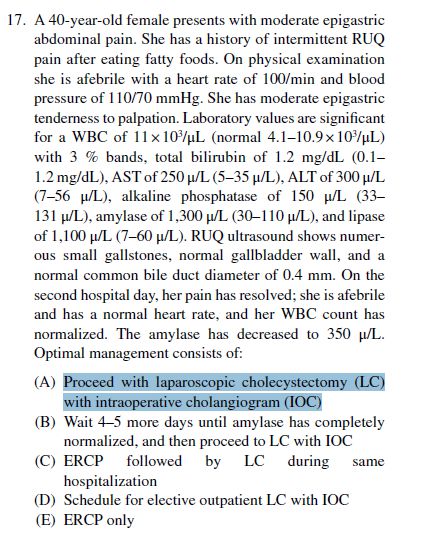 17. A 40-year-old female presents with moderate epigastric
abdominal pain. She has a history of intermittent RUQ
pain after eating fatty foods. On physical examination
she is afebrile with a heart rate of 100/min and blood
pressure of 110/70 mmHg. She has moderate epigastric
tenderness to palpation. Laboratory values are significant
for a WBC of 11 × 10³/μL (normal 4.1–10.9 × 10³/μL)
with 3 % bands, total bilirubin of 1.2 mg/dL (0.1–
1.2 mg/dL), AST of 250 μ/L (5–35 μ/L), ALT of 300 μ/L
(7–56 μ/L), alkaline phosphatase of 150 μ/L (33–
131 μ/L), amylase of 1,300 μ/L (30–110 μ/L), and lipase
of 1,100 μ/L (7–60 μ/L). RUQ ultrasound shows numer-
ous small gallstones, normal gallbladder wall, and a
normal common bile duct diameter of 0.4 mm. On the
second hospital day, her pain has resolved; she is afebrile
and has a normal heart rate, and her WBC count has
normalized. The amylase has decreased to 350 μ/L.
Optimal management consists of:
(A) Proceed with laparoscopic cholecystectomy (LC)
with intraoperative cholangiogram (IOC)
(B) Wait 4–5 more days until amylase has completely
normalized, and then proceed to LC with IOC
(C) ERCP followed by LC during same
hospitalization
(D) Schedule for elective outpatient LC with IOC
(E) ERCP only